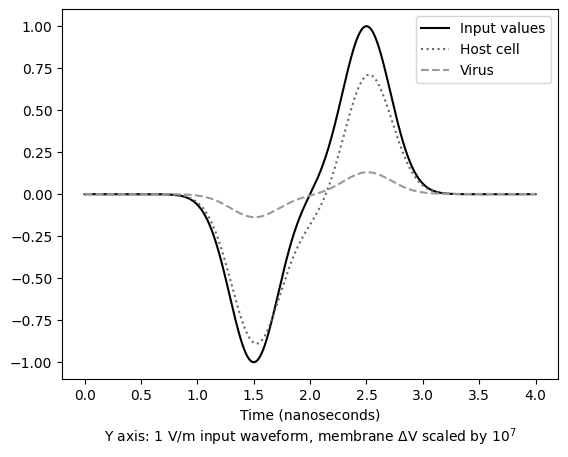 1.00
0.75
0.50
0.25
0.00
−0.25
−0.50
−0.75
−1.00
Input values
Host cell
Virus
0.0 0.5 1.0 1.5 2.0 2.5 3.0 3.5 4.0
Time (nanoseconds)
Y axis: 1 V/m input waveform, membrane ΔV scaled by 10⁷